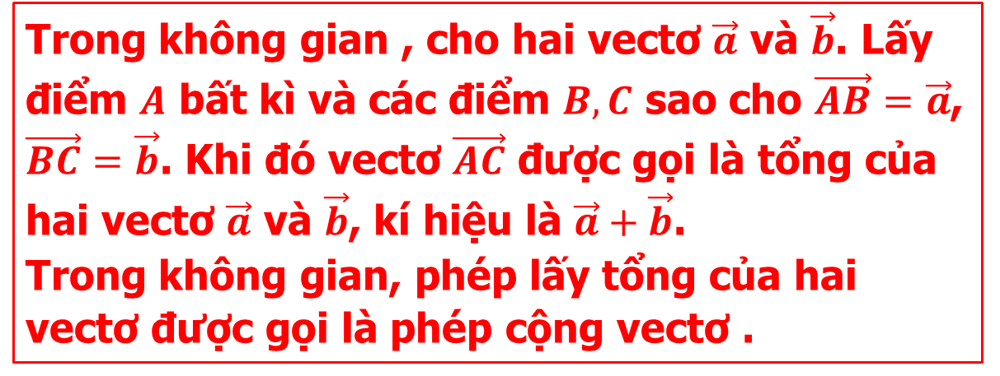 Trong không gian , cho hai vectơ $\vec{a}$ và $\vec{b}$. Lấy
điểm $A$ bất kì và các điểm $B, C$ sao cho $\overrightarrow{AB} = \vec{a}$,
$\overrightarrow{BC} = \vec{b}$. Khi đó vectơ $\overrightarrow{AC}$ được gọi là tổng của
hai vectơ $\vec{a}$ và $\vec{b}$, kí hiệu là $\vec{a} + \vec{b}$.
Trong không gian, phép lấy tổng của hai
vectơ được gọi là phép cộng vectơ .